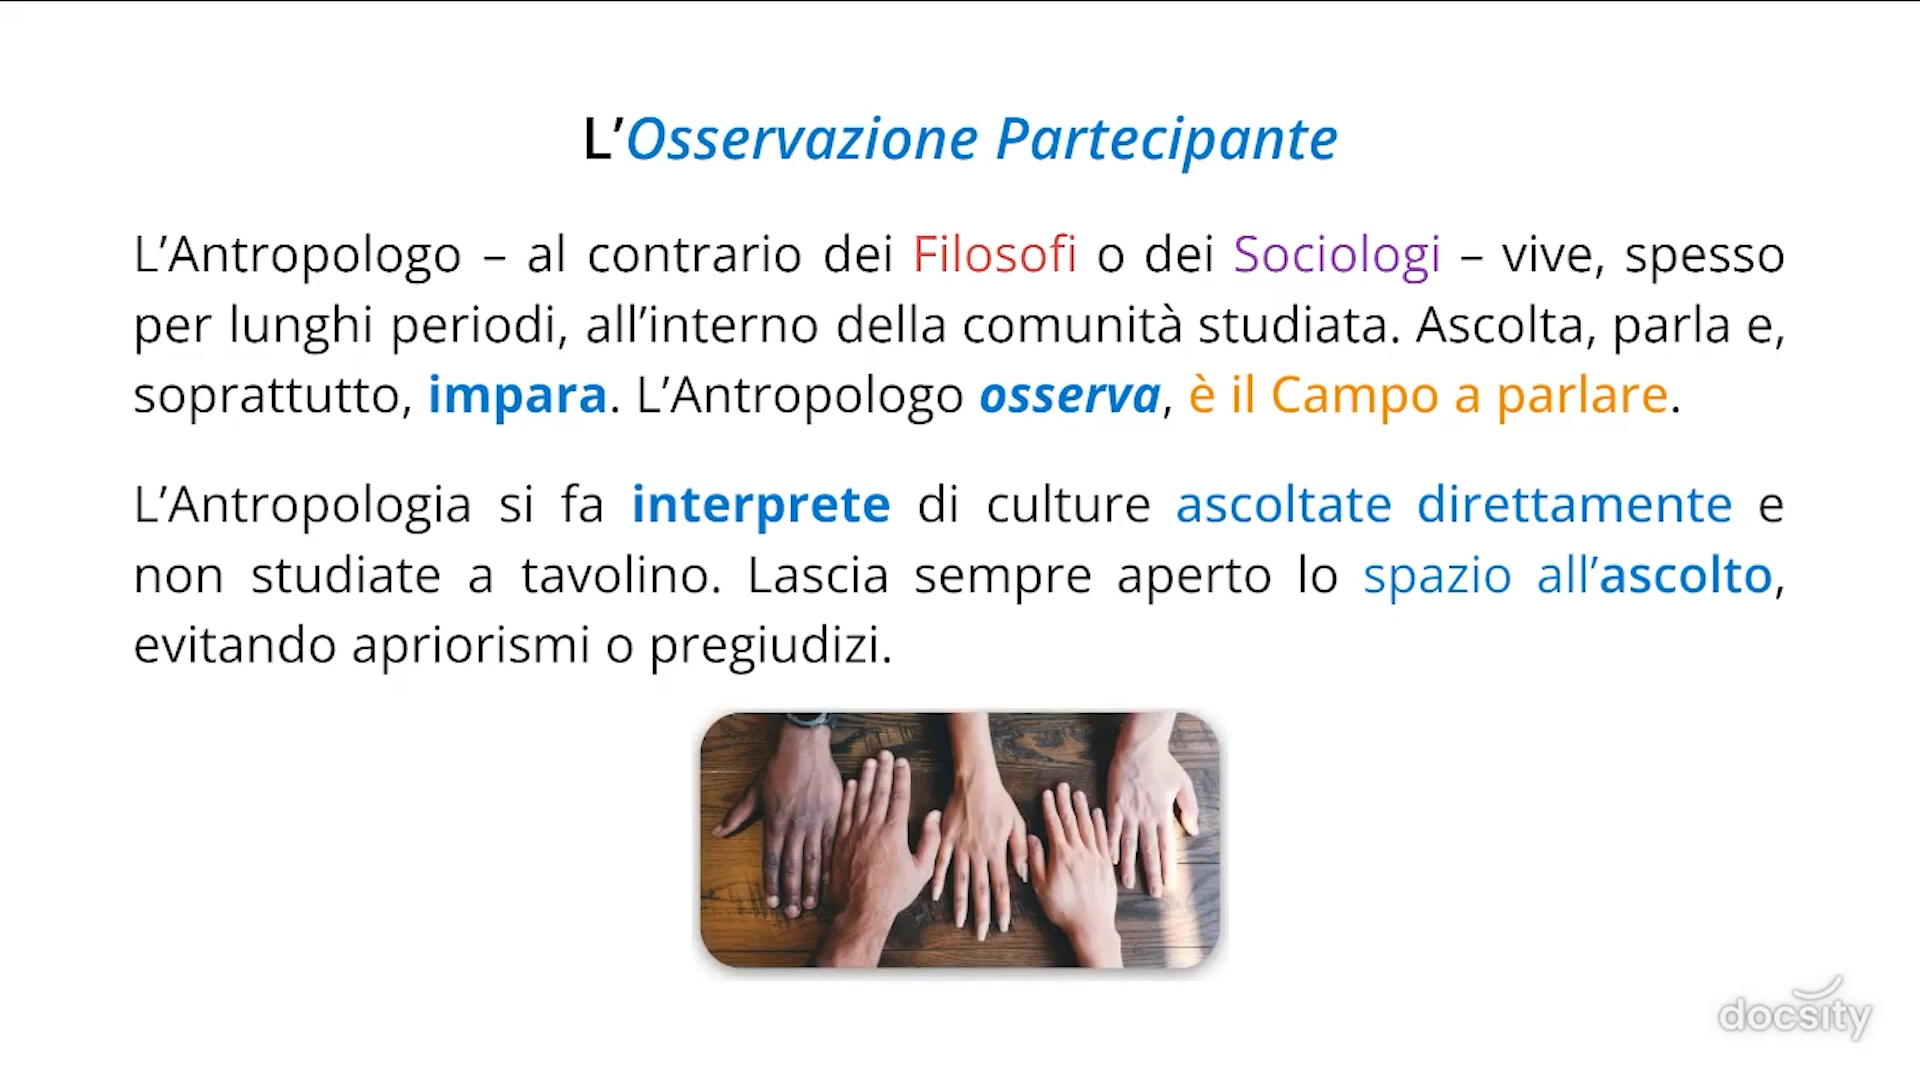 L’Osservazione Partecipante
L’Antropologo – al contrario dei Filosofi o dei Sociologi – vive, spesso
per lunghi periodi, all’interno della comunità studiata. Ascolta, parla e,
soprattutto, impara. L’Antropologo osserva, è il Campo a parlare.
L’Antropologia si fa interprete di culture ascoltate direttamente e
non studiate a tavolino. Lascia sempre aperto lo spazio all’ascolto,
evitando apriorismi o pregiudizi.
docsity